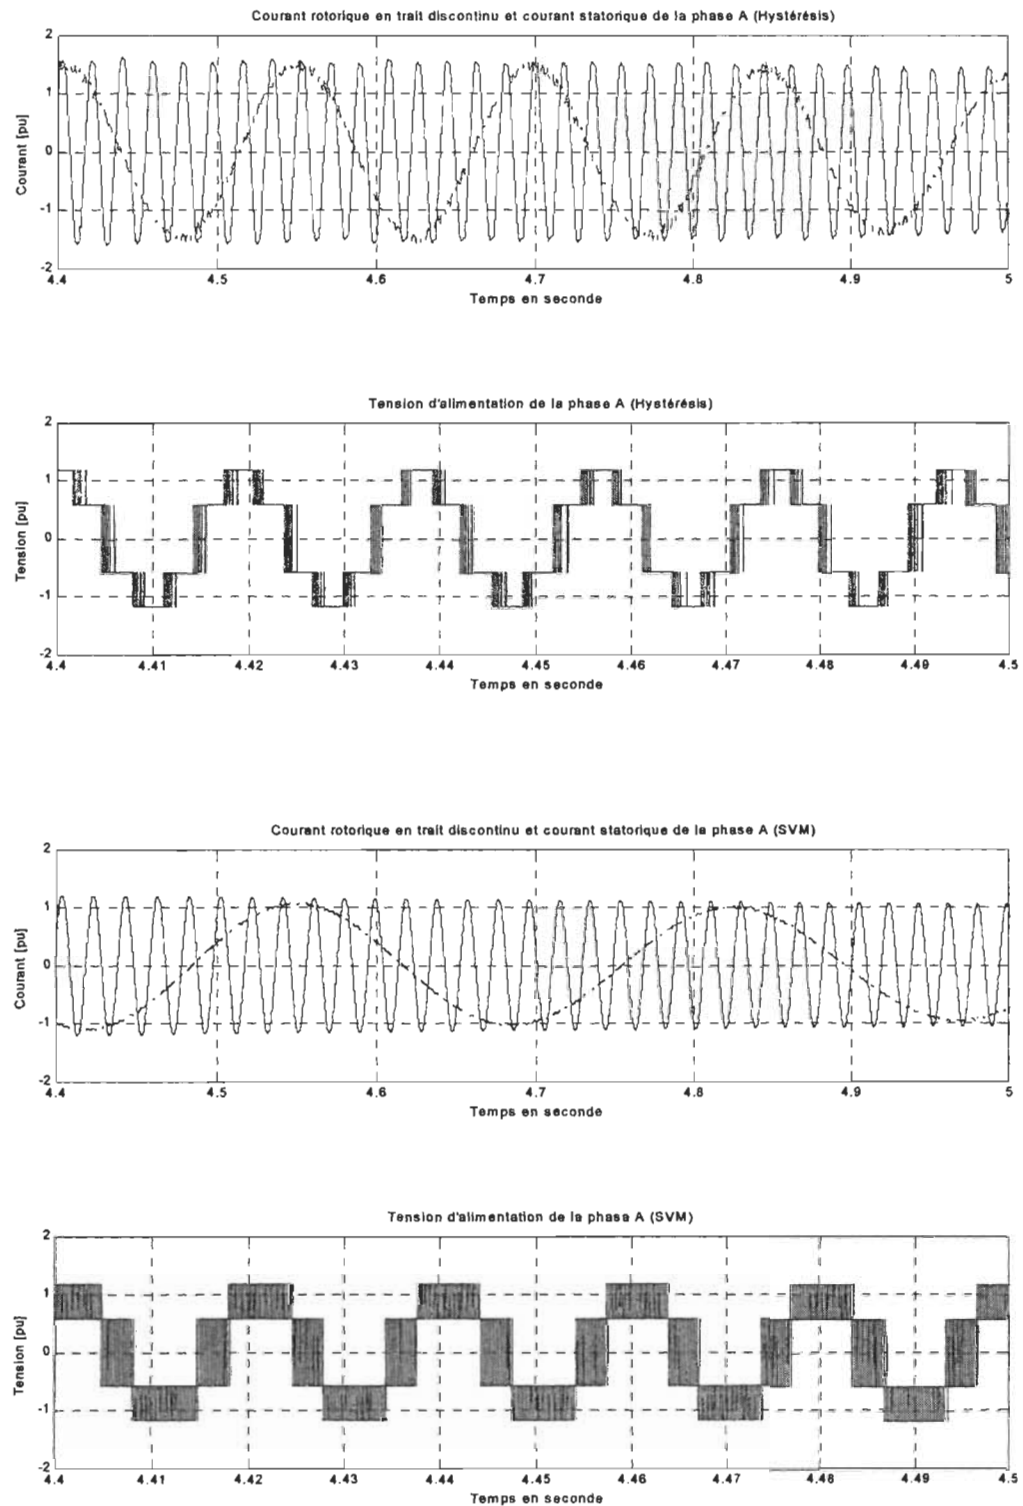 Courant rotorique en trait discontinu et courant statorique de la phase A (Hystérésis)
2
1
0
-1
-2
Courant [pu]
4.4 4.5 4.6 4.7 4.8 4.9 5
Temps en seconde
Tension d'alimentation de la phase A (Hystérésis)
2
1
0
-1
-2
Tension [pu]
4.4 4.41 4.42 4.43 4.44 4.45 4.46 4.47 4.48 4.49 4.5
Temps en seconde
Courant rotorique en trait discontinu et courant statorique de la phase A (SVM)
2
1
0
-1
-2
Courant [pu]
4.4 4.5 4.6 4.7 4.8 4.9 5
Temps en seconde
Tension d'alimentation de la phase A (SVM)
2
1
0
-1
-2
Tension [pu]
4.4 4.41 4.42 4.43 4.44 4.45 4.46 4.47 4.48 4.49 4.5
Temps en seconde